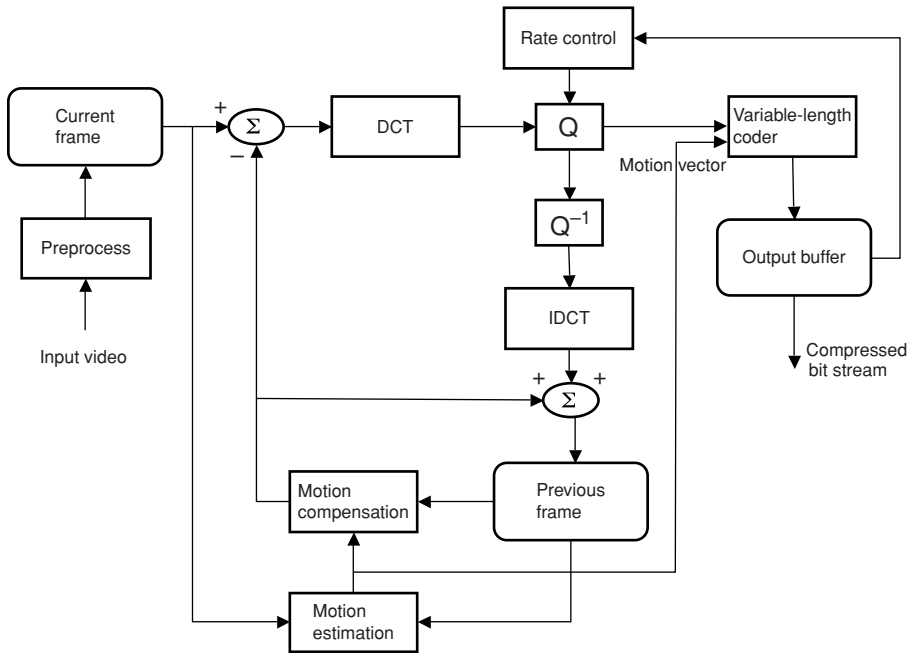 Rate control
Current
frame
+
Σ
−
DCT
Q
Variable-length
coder
Motion vector
Preprocess
Q⁻¹
Output buffer
IDCT
Input video
Compressed
bit stream
+
+
Σ
Motion
compensation
Previous
frame
Motion
estimation